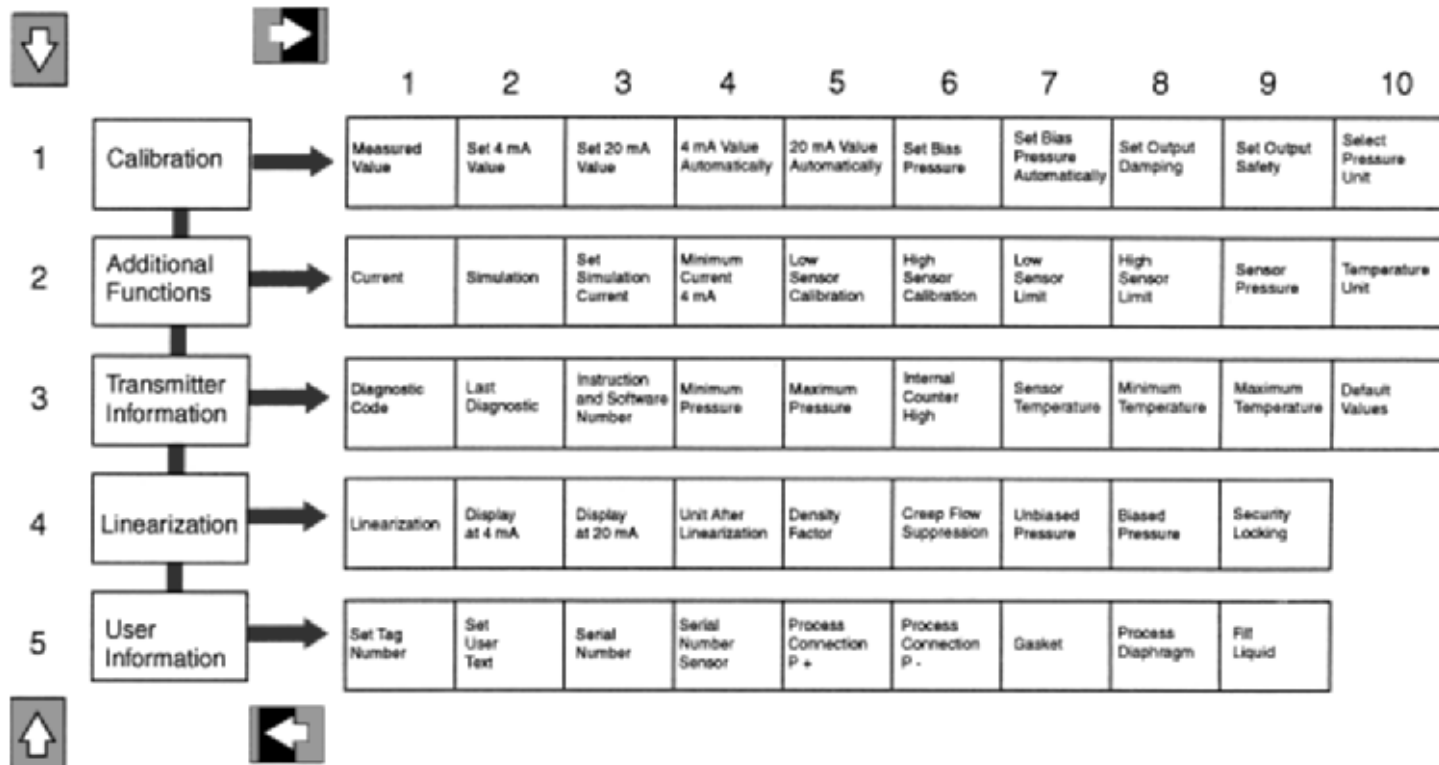 1 2 3 4 5 6 7 8 9 10
1
Calibration
Measured
Value
Set 4 mA
Value
Set 20 mA
Value
4 mA Value
Automatically
20 mA Value
Automatically
Set Bias
Pressure
Set Bias
Pressure
Automatically
Set Output
Damping
Set Output
Safety
Select
Pressure
Unit
2
Additional
Functions
Current
Simulation
Set
Simulation
Current
Minimum
Current
4 mA
Low
Sensor
Calibration
High
Sensor
Calibration
Low
Sensor
Limit
High
Sensor
Limit
Sensor
Pressure
Temperature
Unit
3
Transmitter
Information
Diagnostic
Code
Last
Diagnostic
Instruction
and Software
Number
Minimum
Pressure
Maximum
Pressure
Internal
Counter
High
Sensor
Temperature
Minimum
Temperature
Maximum
Temperature
Default
Values
4
Linearization
Linearization
Display
at 4 mA
Display
at 20 mA
Unit After
Linearization
Density
Factor
Creep Flow
Suppression
Unbiased
Pressure
Biased
Pressure
Security
Locking
5
User
Information
Set Tag
Number
Set
User
Text
Serial
Number
Serial
Number
Sensor
Process
Connection
P +
Process
Connection
P -
Gasket
Process
Diaphragm
Fill
Liquid